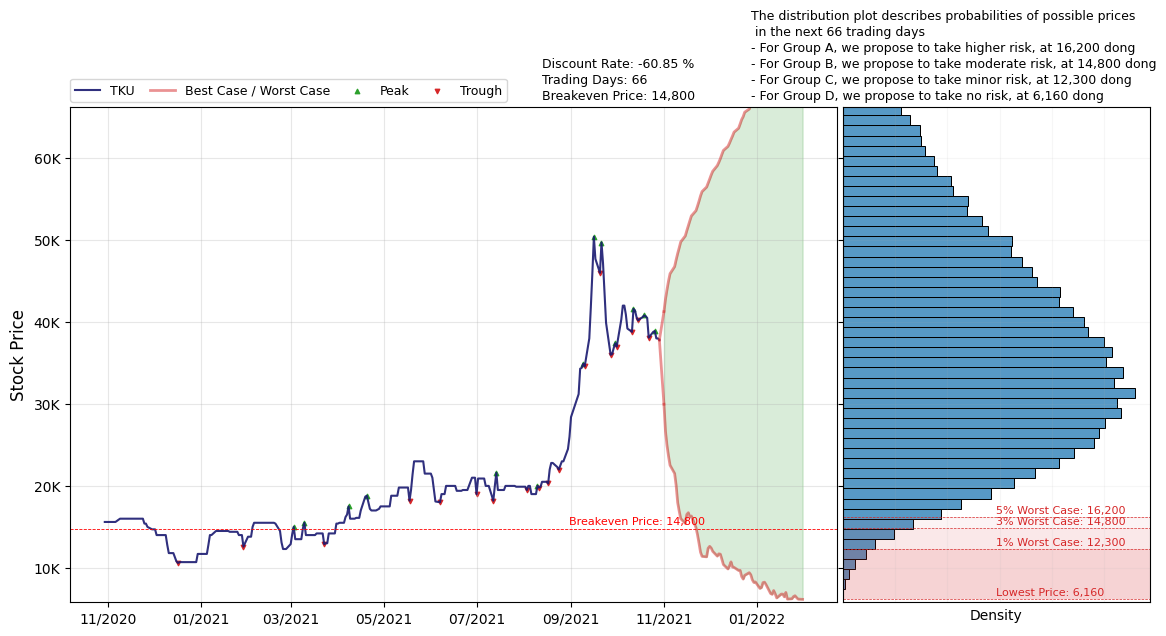 The distribution plot describes probabilities of possible prices
in the next 66 trading days
- For Group A, we propose to take higher risk, at 16,200 dong
- For Group B, we propose to take moderate risk, at 14,800 dong
- For Group C, we propose to take minor risk, at 12,300 dong
- For Group D, we propose to take no risk, at 6,160 dong
Discount Rate: -60.85 %
Trading Days: 66
Breakeven Price: 14,800
TKU
Best Case / Worst Case
Peak
Trough
Stock Price
60K
50K
40K
30K
20K
10K
Breakeven Price: 14,800
11/2020
01/2021
03/2021
05/2021
07/2021
09/2021
11/2021
01/2022
5% Worst Case: 16,200
3% Worst Case: 14,800
1% Worst Case: 12,300
Lowest Price: 6,160
Density